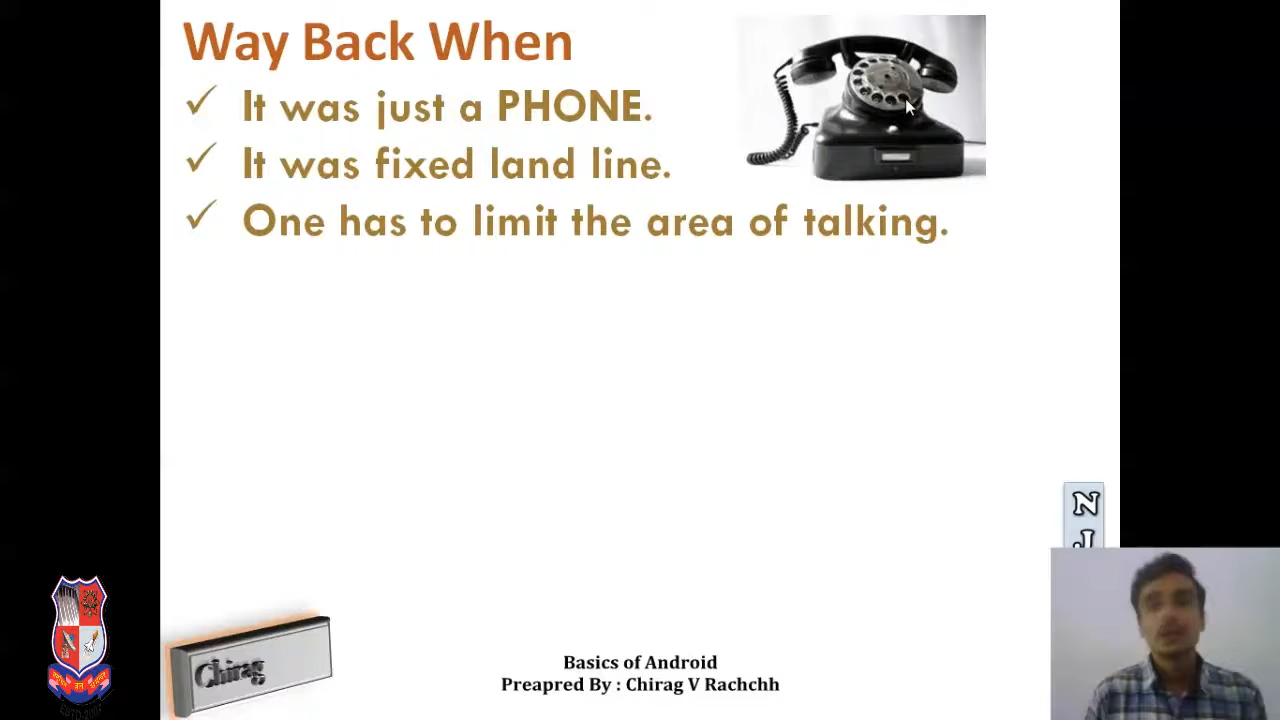 Way Back When
✓ It was just a PHONE.
✓ It was fixed land line.
✓ One has to limit the area of talking.
N
J
Chirag
Basics of Android
Preapred By : Chirag V Rachchh